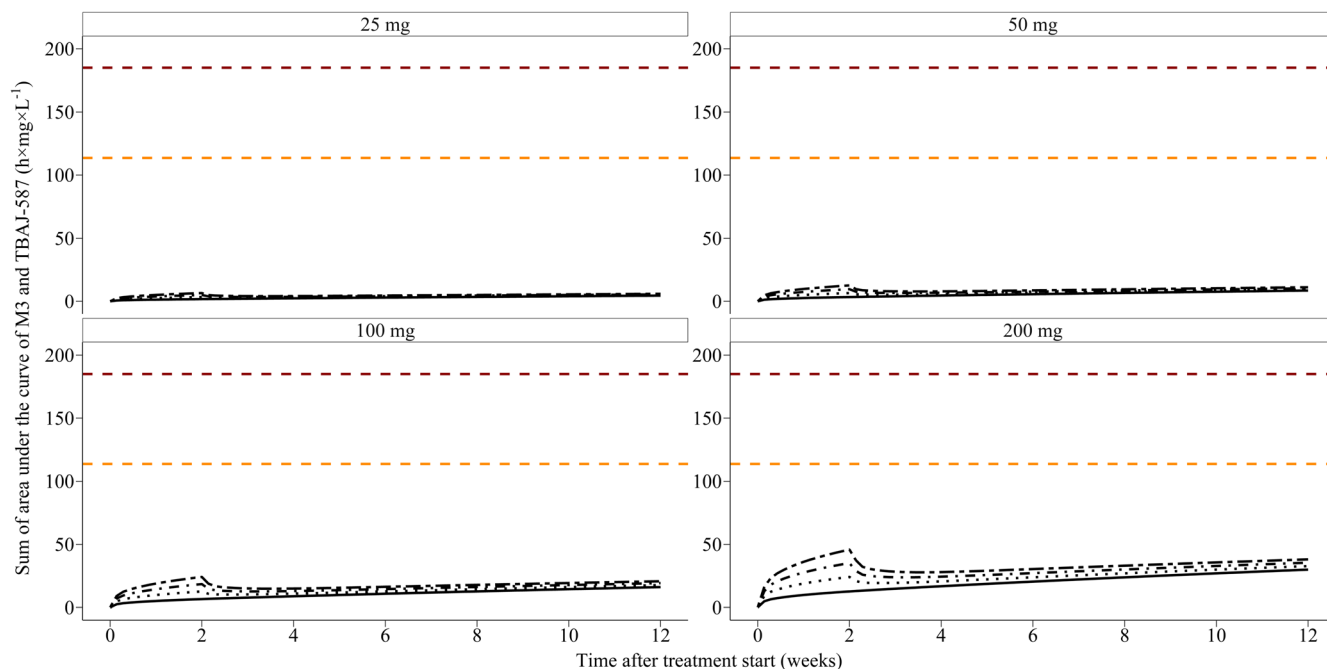 25 mg
50 mg
200
150
100
50
0
200
150
100
50
0
100 mg
200 mg
200
150
100
50
0
200
150
100
50
0
0 2 4 6 8 10 12
0 2 4 6 8 10 12
Time after treatment start (weeks)
Sum of area under the curve of M3 and TBAJ-587 (h×mg×L⁻¹)